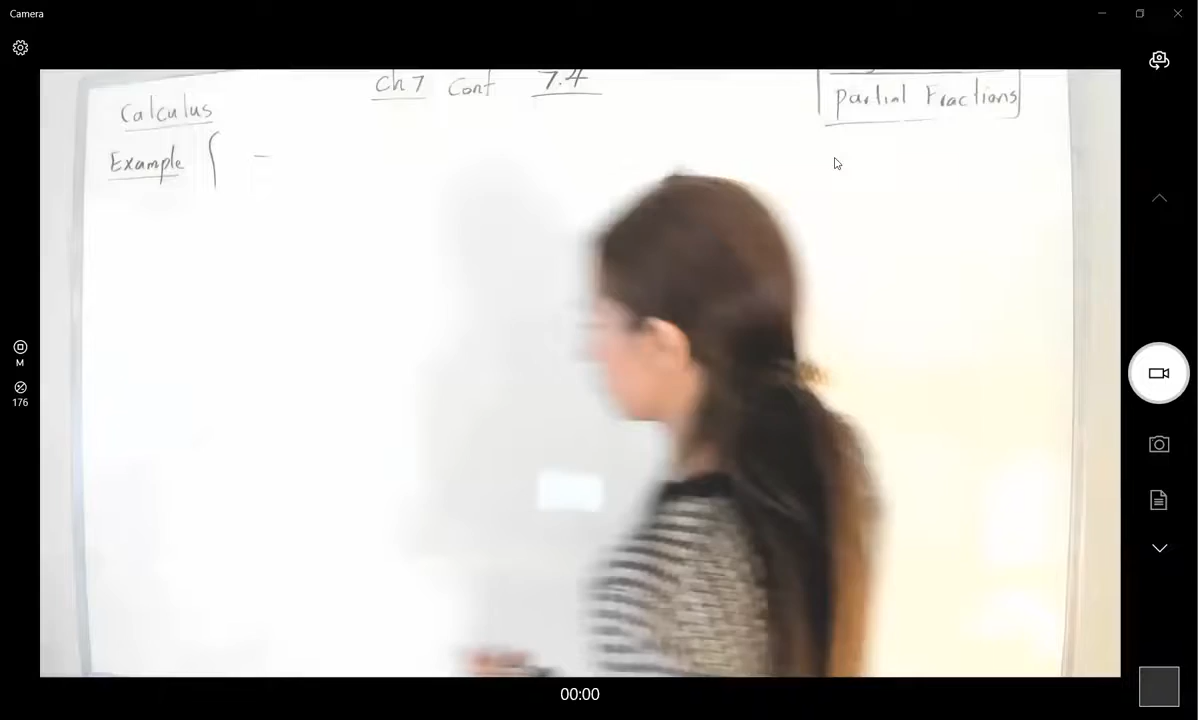 Camera
Ch 7 Cont 7.4
Partial Fractions
Calculus
Example ∫ –
M
176
00:00